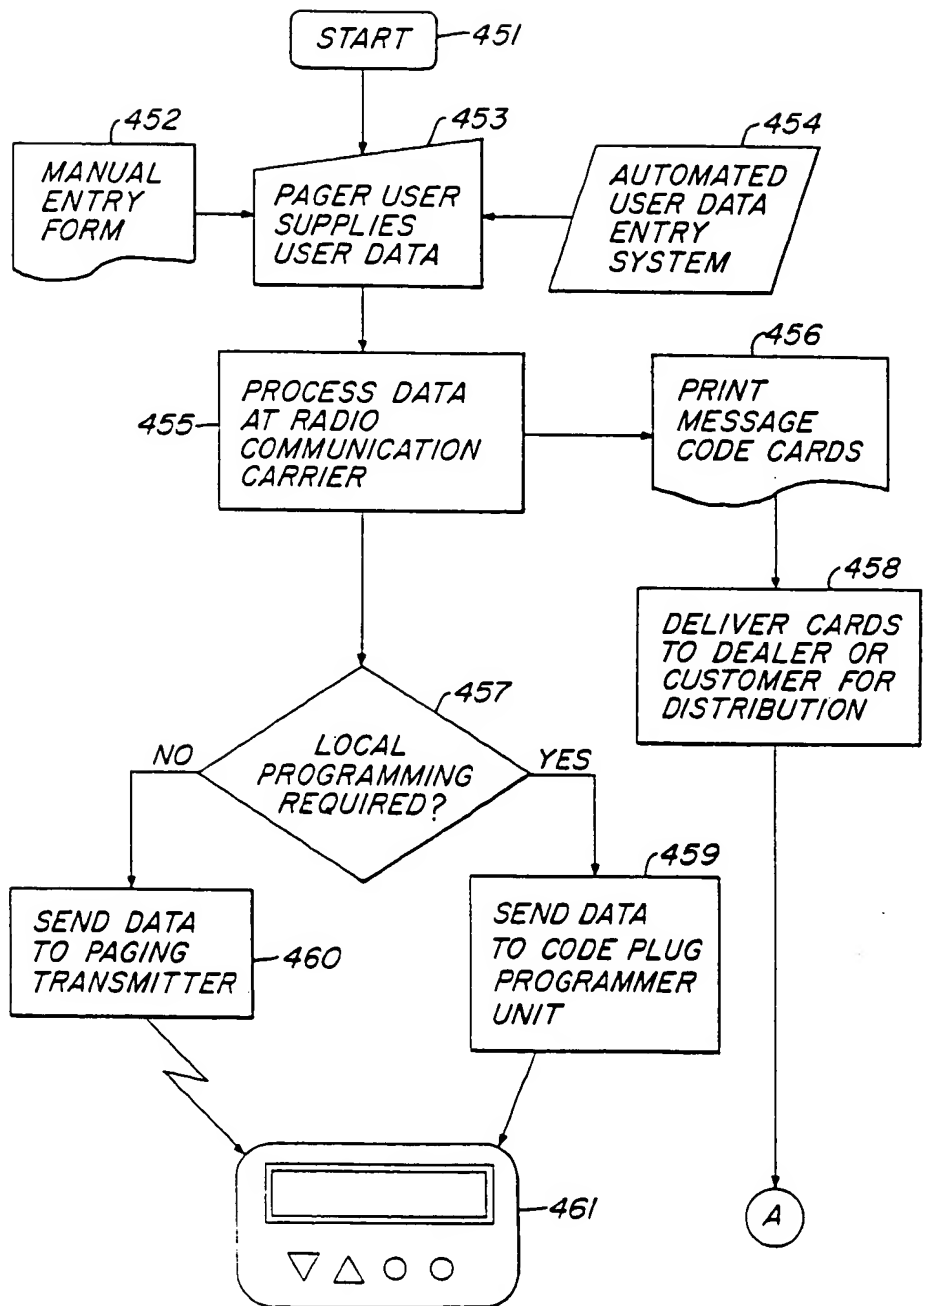 START
451
452
453
454
MANUAL
ENTRY
FORM
PAGER USER
SUPPLIES
USER DATA
AUTOMATED
USER DATA
ENTRY
SYSTEM
455
PROCESS DATA
AT RADIO
COMMUNICATION
CARRIER
456
PRINT
MESSAGE
CODE CARDS
458
DELIVER CARDS
TO DEALER OR
CUSTOMER FOR
DISTRIBUTION
457
LOCAL
PROGRAMMING
REQUIRED?
NO
YES
SEND DATA
TO PAGING
TRANSMITTER
460
459
SEND DATA
TO CODE PLUG
PROGRAMMER
UNIT
461
A